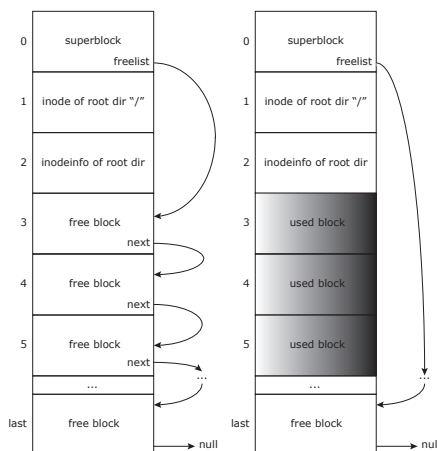 0
superblock
freelist
1
inode of root dir “/”
2
inodeinfo of root dir
3
free block
next
4
free block
next
5
free block
next
...
...
last
free block
null
0
superblock
freelist
1
inode of root dir “/”
2
inodeinfo of root dir
3
used block
4
used block
5
used block
...
...
last
free block
nul